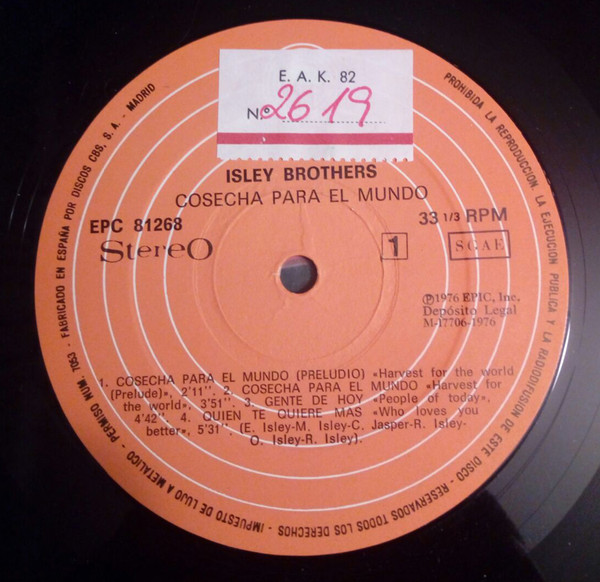 E. A. K. 82
Nº 2619
ISLEY BROTHERS
COSECHA PARA EL MUNDO
EPC 81268
33 1/3 RPM
Stereo
1
SGAE
℗1976 EPIC, Inc.
Depósito Legal
M-17706-1976
1. COSECHA PARA EL MUNDO (PRELUDIO) «Harvest for the world
(Prelude)», 2'11''. 2. COSECHA PARA EL MUNDO «Harvest for
the world», 3'51''. 3. GENTE DE HOY «People of today»,
4'42''. 4. QUIEN TE QUIERE MAS «Who loves you
better», 5'31''. (E. Isley-M. Isley-C. Jasper-R. Isley-
O. Isley-R. Isley).
PROHIBIDA LA REPRODUCCION, LA EJECUCION PUBLICA Y LA RADIODIFUSION DE ESTE DISCO - RESERVADOS TODOS LOS DERECHOS - IMPUESTO DE LUJO A METALICO - PERMISO NUM. 7053 - FABRICADO EN ESPAÑA POR DISCOS CBS, S. A. - MADRID